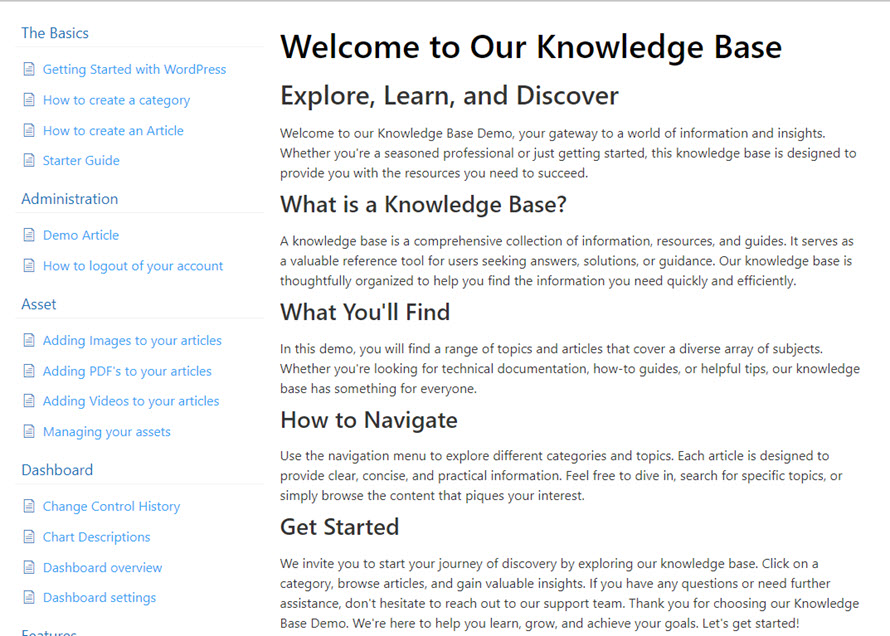 The Basics
Getting Started with WordPress
How to create a category
How to create an Article
Starter Guide
Administration
Demo Article
How to logout of your account
Asset
Adding Images to your articles
Adding PDF's to your articles
Adding Videos to your articles
Managing your assets
Dashboard
Change Control History
Chart Descriptions
Dashboard overview
Dashboard settings
Features
Welcome to Our Knowledge Base
Explore, Learn, and Discover
Welcome to our Knowledge Base Demo, your gateway to a world of information and insights.
Whether you're a seasoned professional or just getting started, this knowledge base is designed to
provide you with the resources you need to succeed.
What is a Knowledge Base?
A knowledge base is a comprehensive collection of information, resources, and guides. It serves as
a valuable reference tool for users seeking answers, solutions, or guidance. Our knowledge base is
thoughtfully organized to help you find the information you need quickly and efficiently.
What You'll Find
In this demo, you will find a range of topics and articles that cover a diverse array of subjects.
Whether you're looking for technical documentation, how-to guides, or helpful tips, our knowledge
base has something for everyone.
How to Navigate
Use the navigation menu to explore different categories and topics. Each article is designed to
provide clear, concise, and practical information. Feel free to dive in, search for specific topics, or
simply browse the content that piques your interest.
Get Started
We invite you to start your journey of discovery by exploring our knowledge base. Click on a
category, browse articles, and gain valuable insights. If you have any questions or need further
assistance, don't hesitate to reach out to our support team. Thank you for choosing our Knowledge
Base Demo. We're here to help you learn, grow, and achieve your goals. Let's get started!